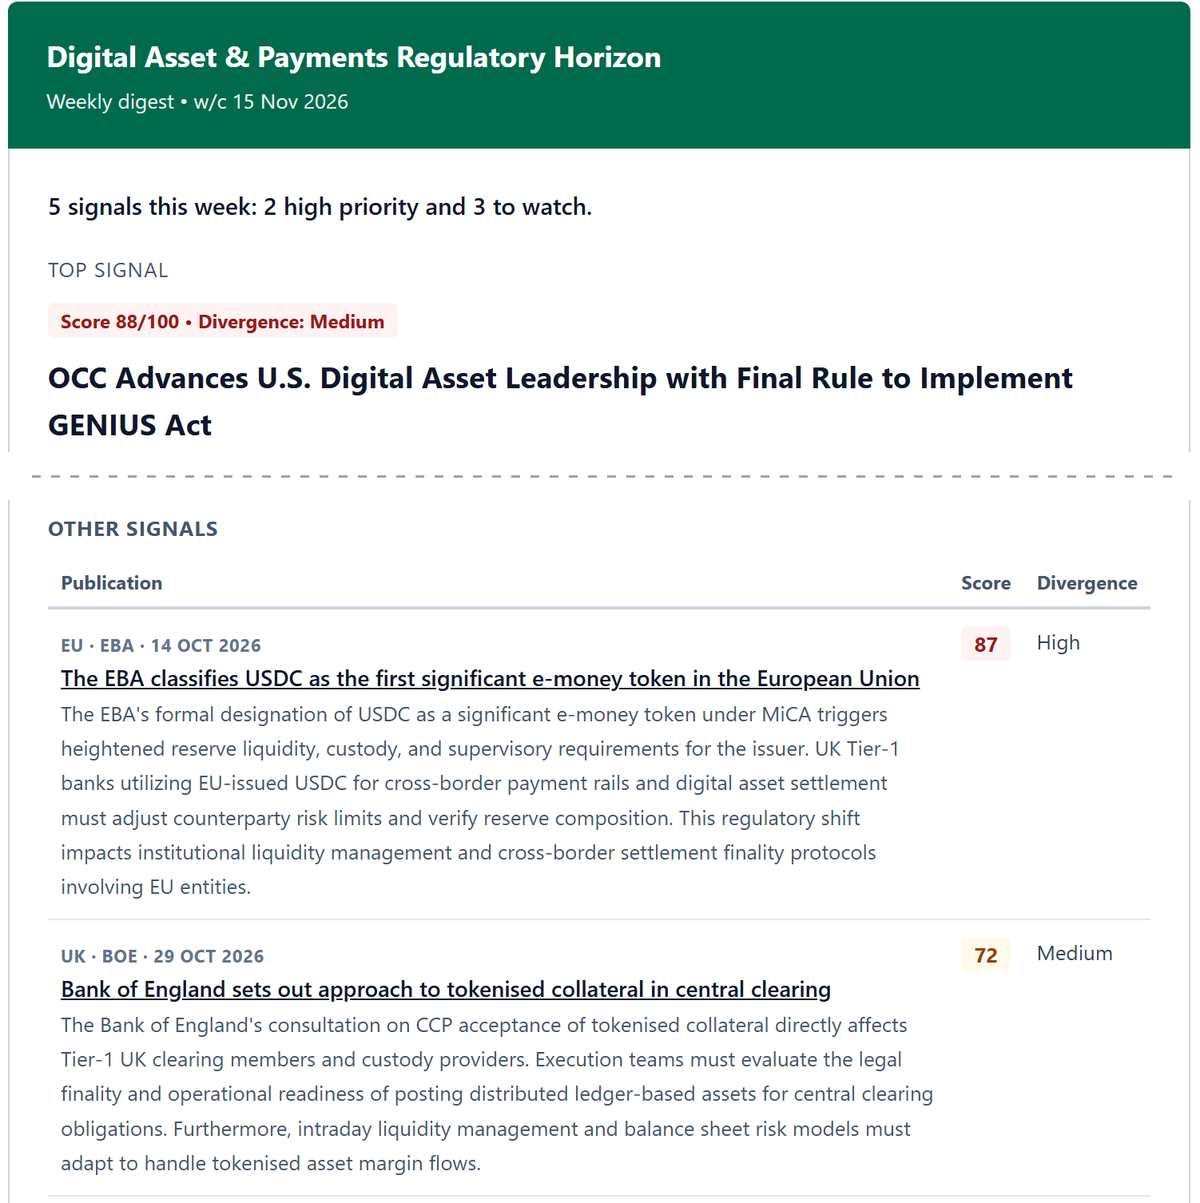 Digital Asset & Payments Regulatory Horizon
Weekly digest • w/c 15 Nov 2026
5 signals this week: 2 high priority and 3 to watch.
TOP SIGNAL
Score 88/100 • Divergence: Medium
OCC Advances U.S. Digital Asset Leadership with Final Rule to Implement
GENIUS Act
OTHER SIGNALS
Publication Score Divergence
EU · EBA · 14 OCT 2026 87 High
The EBA classifies USDC as the first significant e-money token in the European Union
The EBA's formal designation of USDC as a significant e-money token under MiCA triggers
heightened reserve liquidity, custody, and supervisory requirements for the issuer. UK Tier-1
banks utilizing EU-issued USDC for cross-border payment rails and digital asset settlement
must adjust counterparty risk limits and verify reserve composition. This regulatory shift
impacts institutional liquidity management and cross-border settlement finality protocols
involving EU entities.
UK · BOE · 29 OCT 2026 72 Medium
Bank of England sets out approach to tokenised collateral in central clearing
The Bank of England's consultation on CCP acceptance of tokenised collateral directly affects
Tier-1 UK clearing members and custody providers. Execution teams must evaluate the legal
finality and operational readiness of posting distributed ledger-based assets for central clearing
obligations. Furthermore, intraday liquidity management and balance sheet risk models must
adapt to handle tokenised asset margin flows.